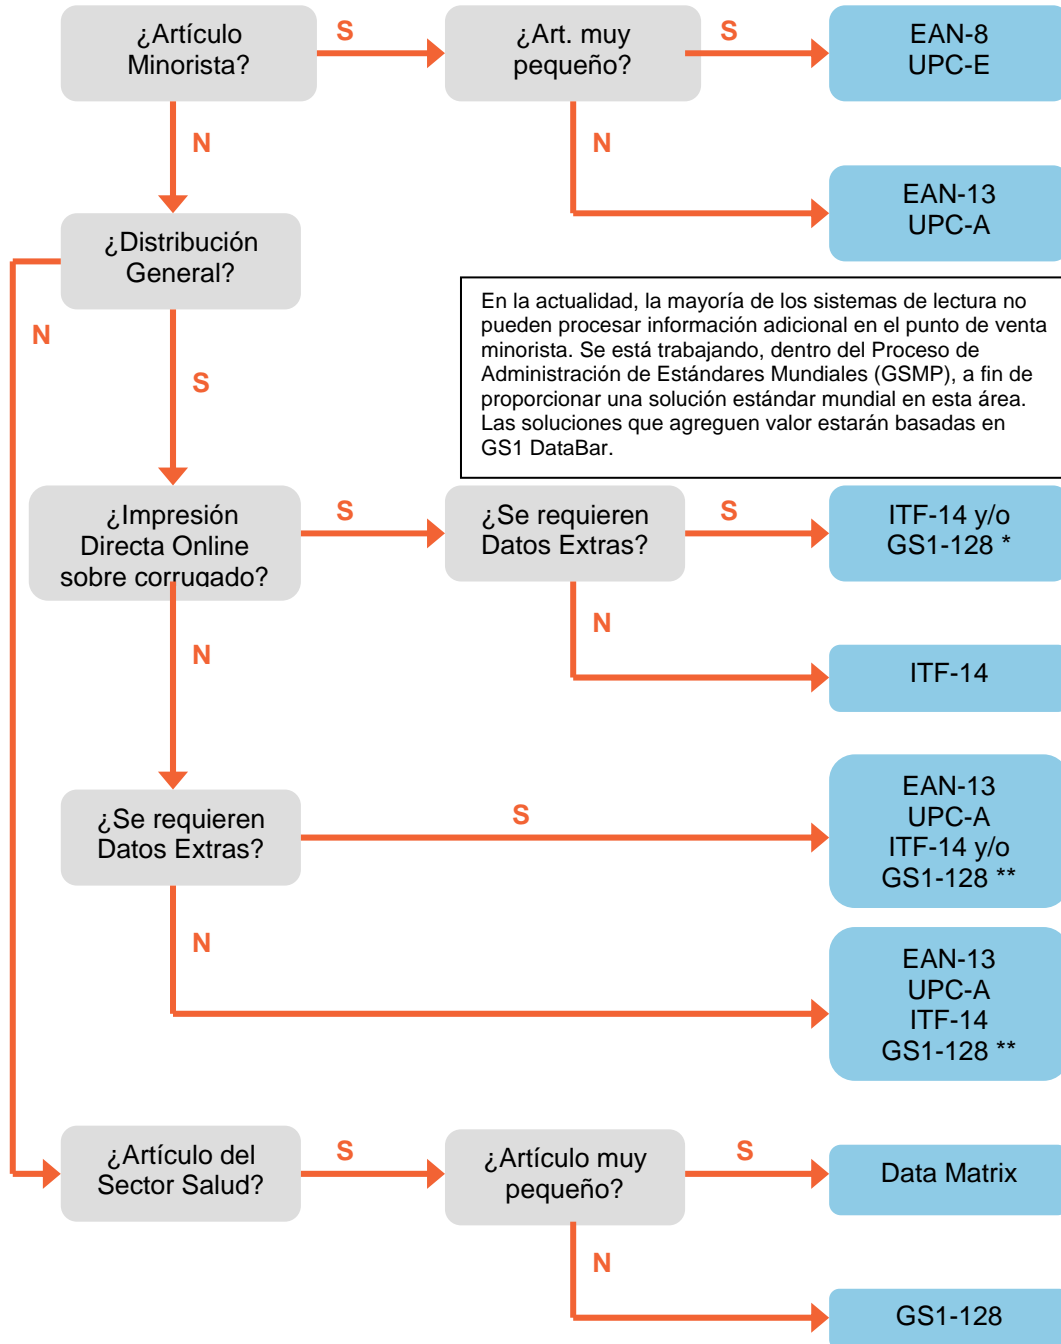 ¿Artículo
Minorista?
S
¿Art. muy
pequeño?
S
EAN-8
UPC-E
N
N
EAN-13
UPC-A
¿Distribución
General?
N
S
En la actualidad, la mayoría de los sistemas de lectura no
pueden procesar información adicional en el punto de venta
minorista. Se está trabajando, dentro del Proceso de
Administración de Estándares Mundiales (GSMP), a fin de
proporcionar una solución estándar mundial en esta área.
Las soluciones que agreguen valor estarán basadas en
GS1 DataBar.
¿Impresión
Directa Online
sobre corrugado?
S
¿Se requieren
Datos Extras?
S
ITF-14 y/o
GS1-128 *
N
N
ITF-14
¿Se requieren
Datos Extras?
S
EAN-13
UPC-A
ITF-14 y/o
GS1-128 **
N
EAN-13
UPC-A
ITF-14
GS1-128 **
¿Artículo del
Sector Salud?
S
¿Artículo muy
pequeño?
S
Data Matrix
N
GS1-128